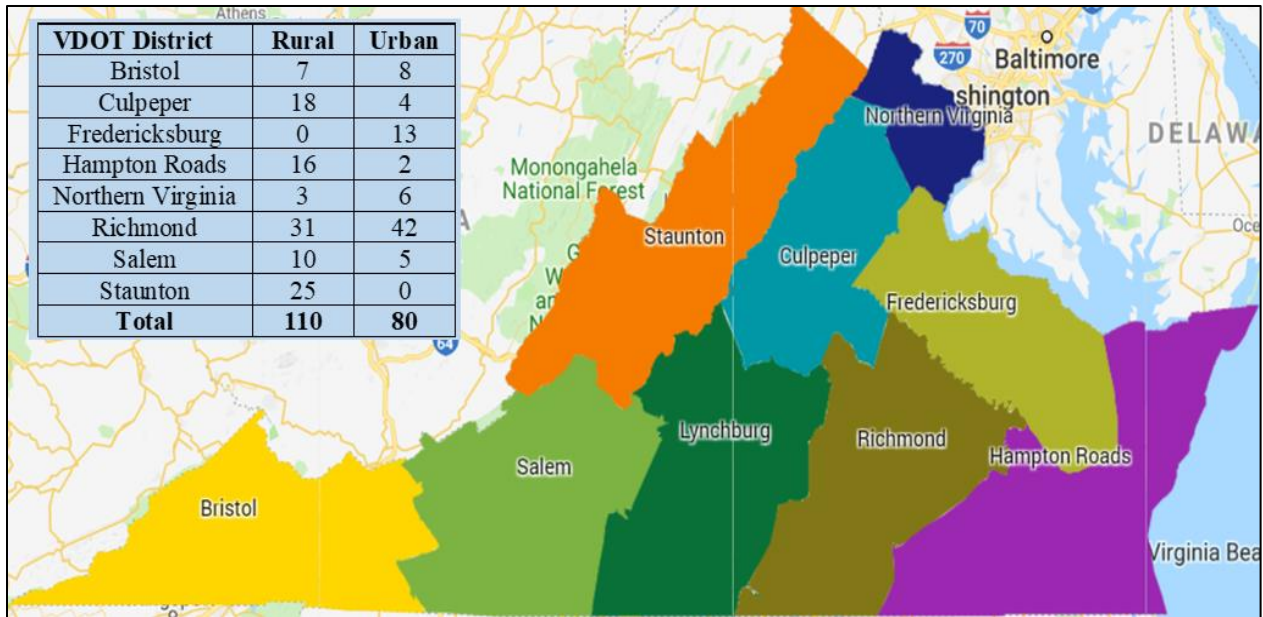 Athens
VDOT District Rural Urban
Bristol 7 8
Culpeper 18 4
Fredericksburg 0 13
Hampton Roads 16 2
Northern Virginia 3 6
Richmond 31 42
Salem 10 5
Staunton 25 0
Total 110 80
70
270
Baltimore
shington
Northern Virginia
DELAWA
Monongahela
National Forest
A
Oce
Staunton
G
W
an
N
Culpeper
Fredericksburg
64
Lynchburg
Richmond
Hampton Roads
Salem
Bristol
Virginia Bea